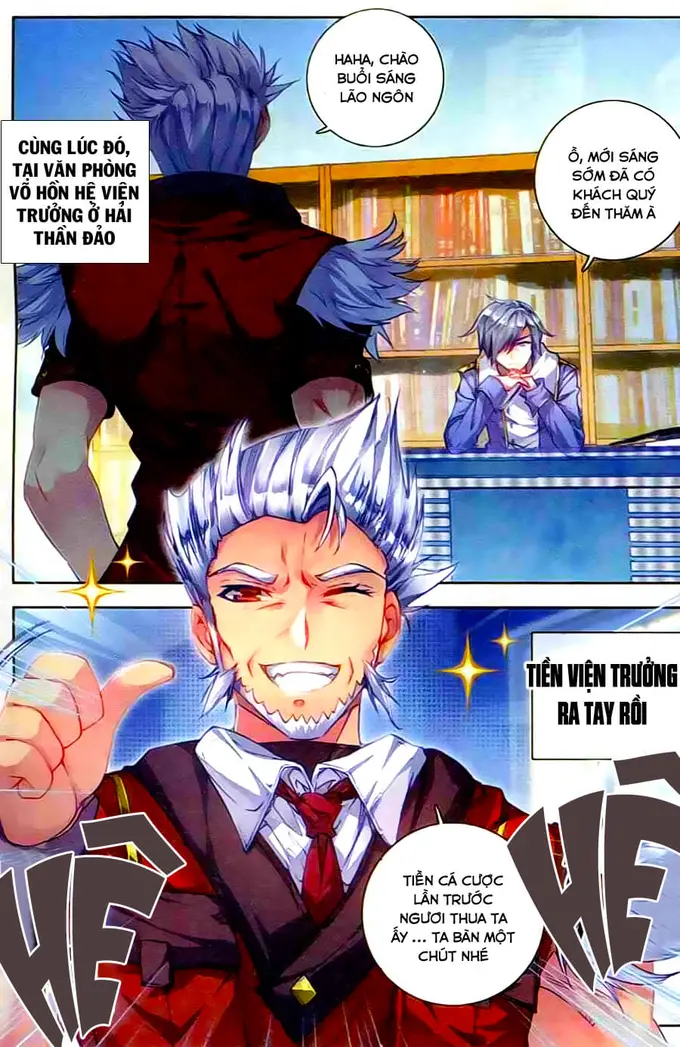 HAHA, CHÀO
BUỔI SÁNG
LÃO NGÔN
CÙNG LÚC ĐÓ,
TẠI VĂN PHÒNG
VÕ HỒN HỆ VIỆN
TRƯỞNG Ở HẢI
THẦN ĐẢO
Ồ, MỚI SÁNG
SỚM ĐÃ CÓ
KHÁCH QUÝ
ĐẾN THĂM À
TIỀN VIỆN TRƯỞNG
RA TAY RỒI
HỀ
HỀ
TIỀN CÁ CƯỢC
LẦN TRƯỚC
NGƯƠI THUA TA
ẤY ... TA BÀN MỘT
CHÚT NHÉ